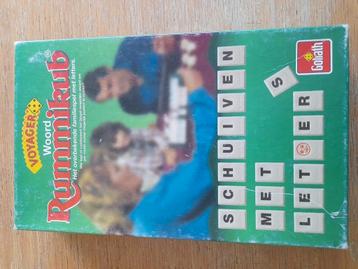 VOYAGER
Woord
Rummikub®
Het overbekende familiespel met letters.
Goliath
SCHUIVEN
MET
LETTERS